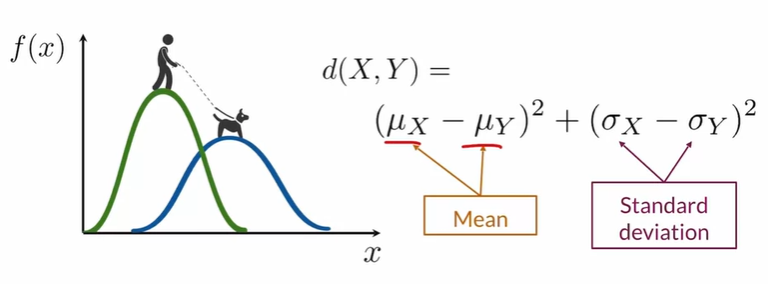 f(x)
d(X, Y) =
(μ_X − μ_Y)² + (σ_X − σ_Y)²
Mean
Standard
deviation
x